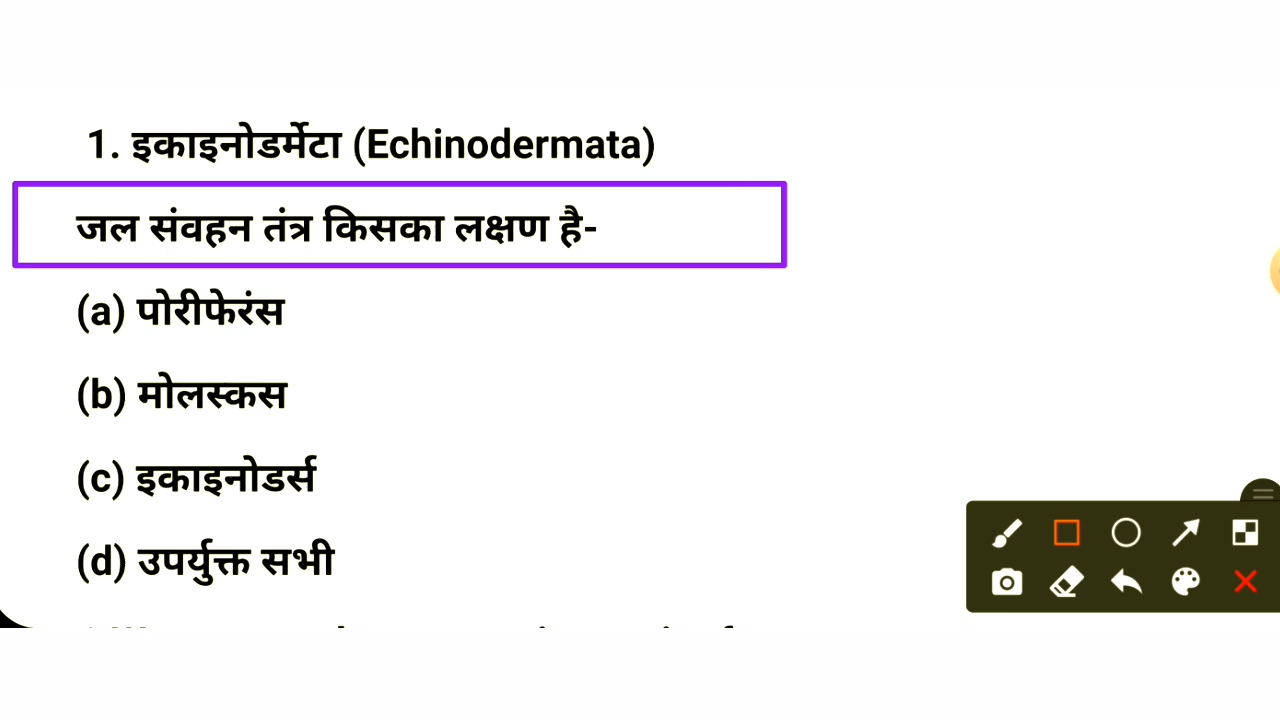 1. इकाइनोडर्मेटा (Echinodermata)
जल संवहन तंत्र किसका लक्षण है-
(a) पोरीफेरंस
(b) मोलस्कस
(c) इकाइनोडर्स
(d) उपर्युक्त सभी